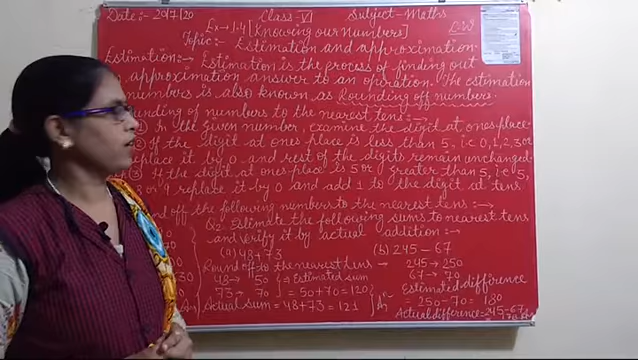 Date:- 20/7/20 Class-VI Subject-Maths
Ex-1.4 [Knowing our Numbers] C.W
Topic:- Estimation and approximation.
Estimation:→ Estimation is the process of finding out
approximation answer to an operation. The estimation
numbers is also known as Rounding off numbers.
nding of numbers to the nearest tens:→
① In the given number, examine the digit at ones place.
② If the digit at ones place is less than 5, i.e 0,1,2,3 or
place it by 0 and rest of the digits remain unchanged.
③ If the digit at ones place is 5 or greater than 5, i.e 5,
9 replace it by 0 and add 1 to the digit at tens
nd off the following numbers to the nearest tens:→
Q2. Estimate the following sums to nearest tens
and verify it by actual addition:→
(a) 48+73 (b) 245-67
Round off to the nearest tens → 245→250
48→ 50 Estimated sum 67→ 70
73→ 70 = 50+70=120 Estimated difference
= 250-70= 180
Actual sum = 48+73=121 Ans
Actual difference=245-67